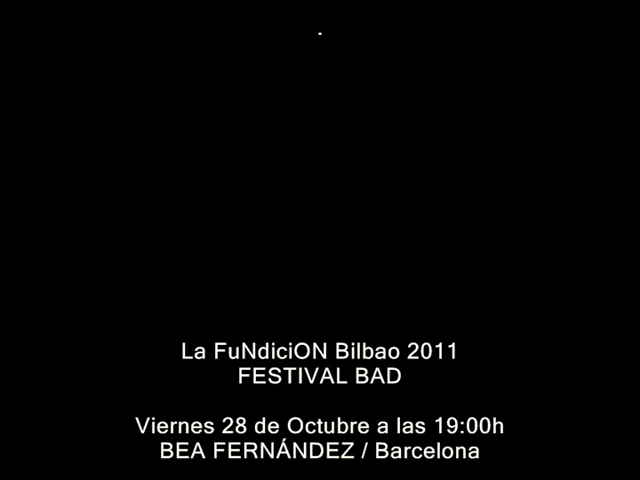 La FuNdiciON Bilbao 2011
FESTIVAL BAD
Viernes 28 de Octubre a las 19:00h
BEA FERNÁNDEZ / Barcelona